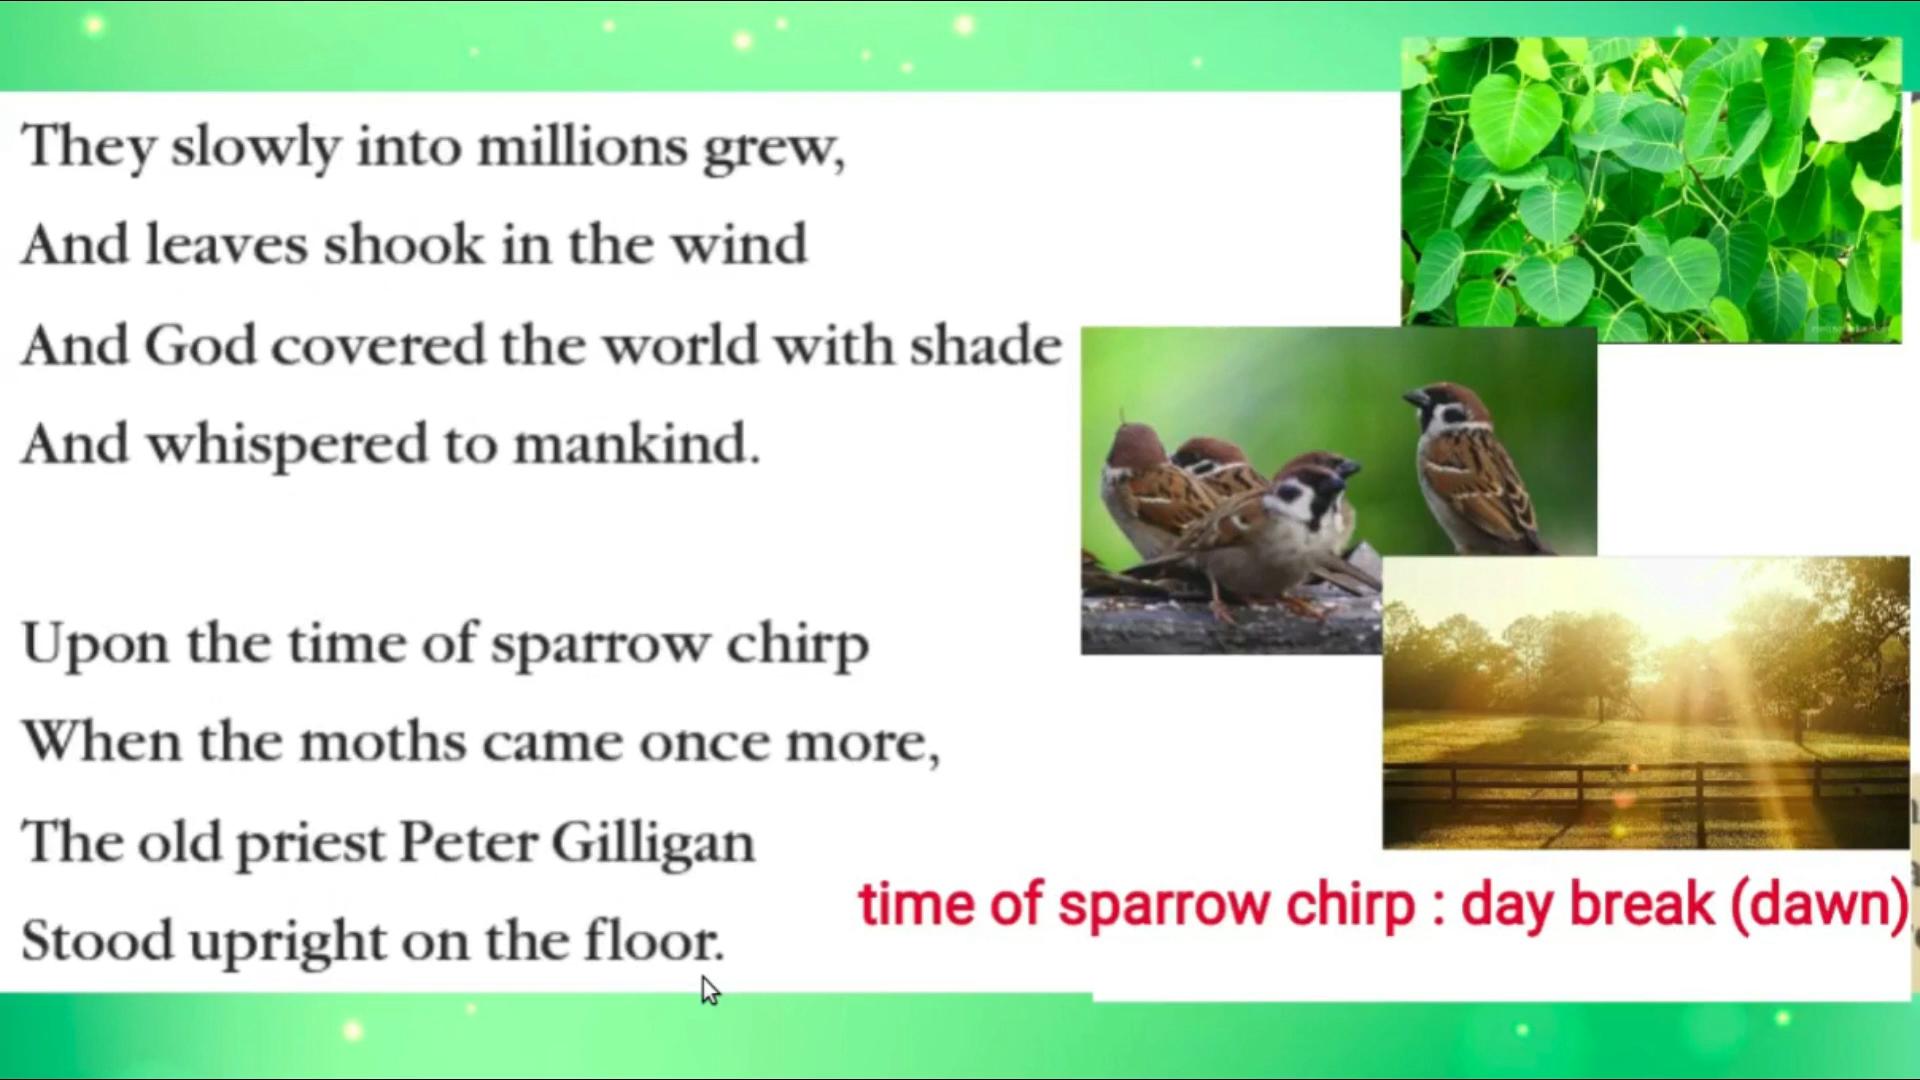 They slowly into millions grew,
And leaves shook in the wind
And God covered the world with shade
And whispered to mankind.
Upon the time of sparrow chirp
When the moths came once more,
The old priest Peter Gilligan
Stood upright on the floor.
time of sparrow chirp : day break (dawn)